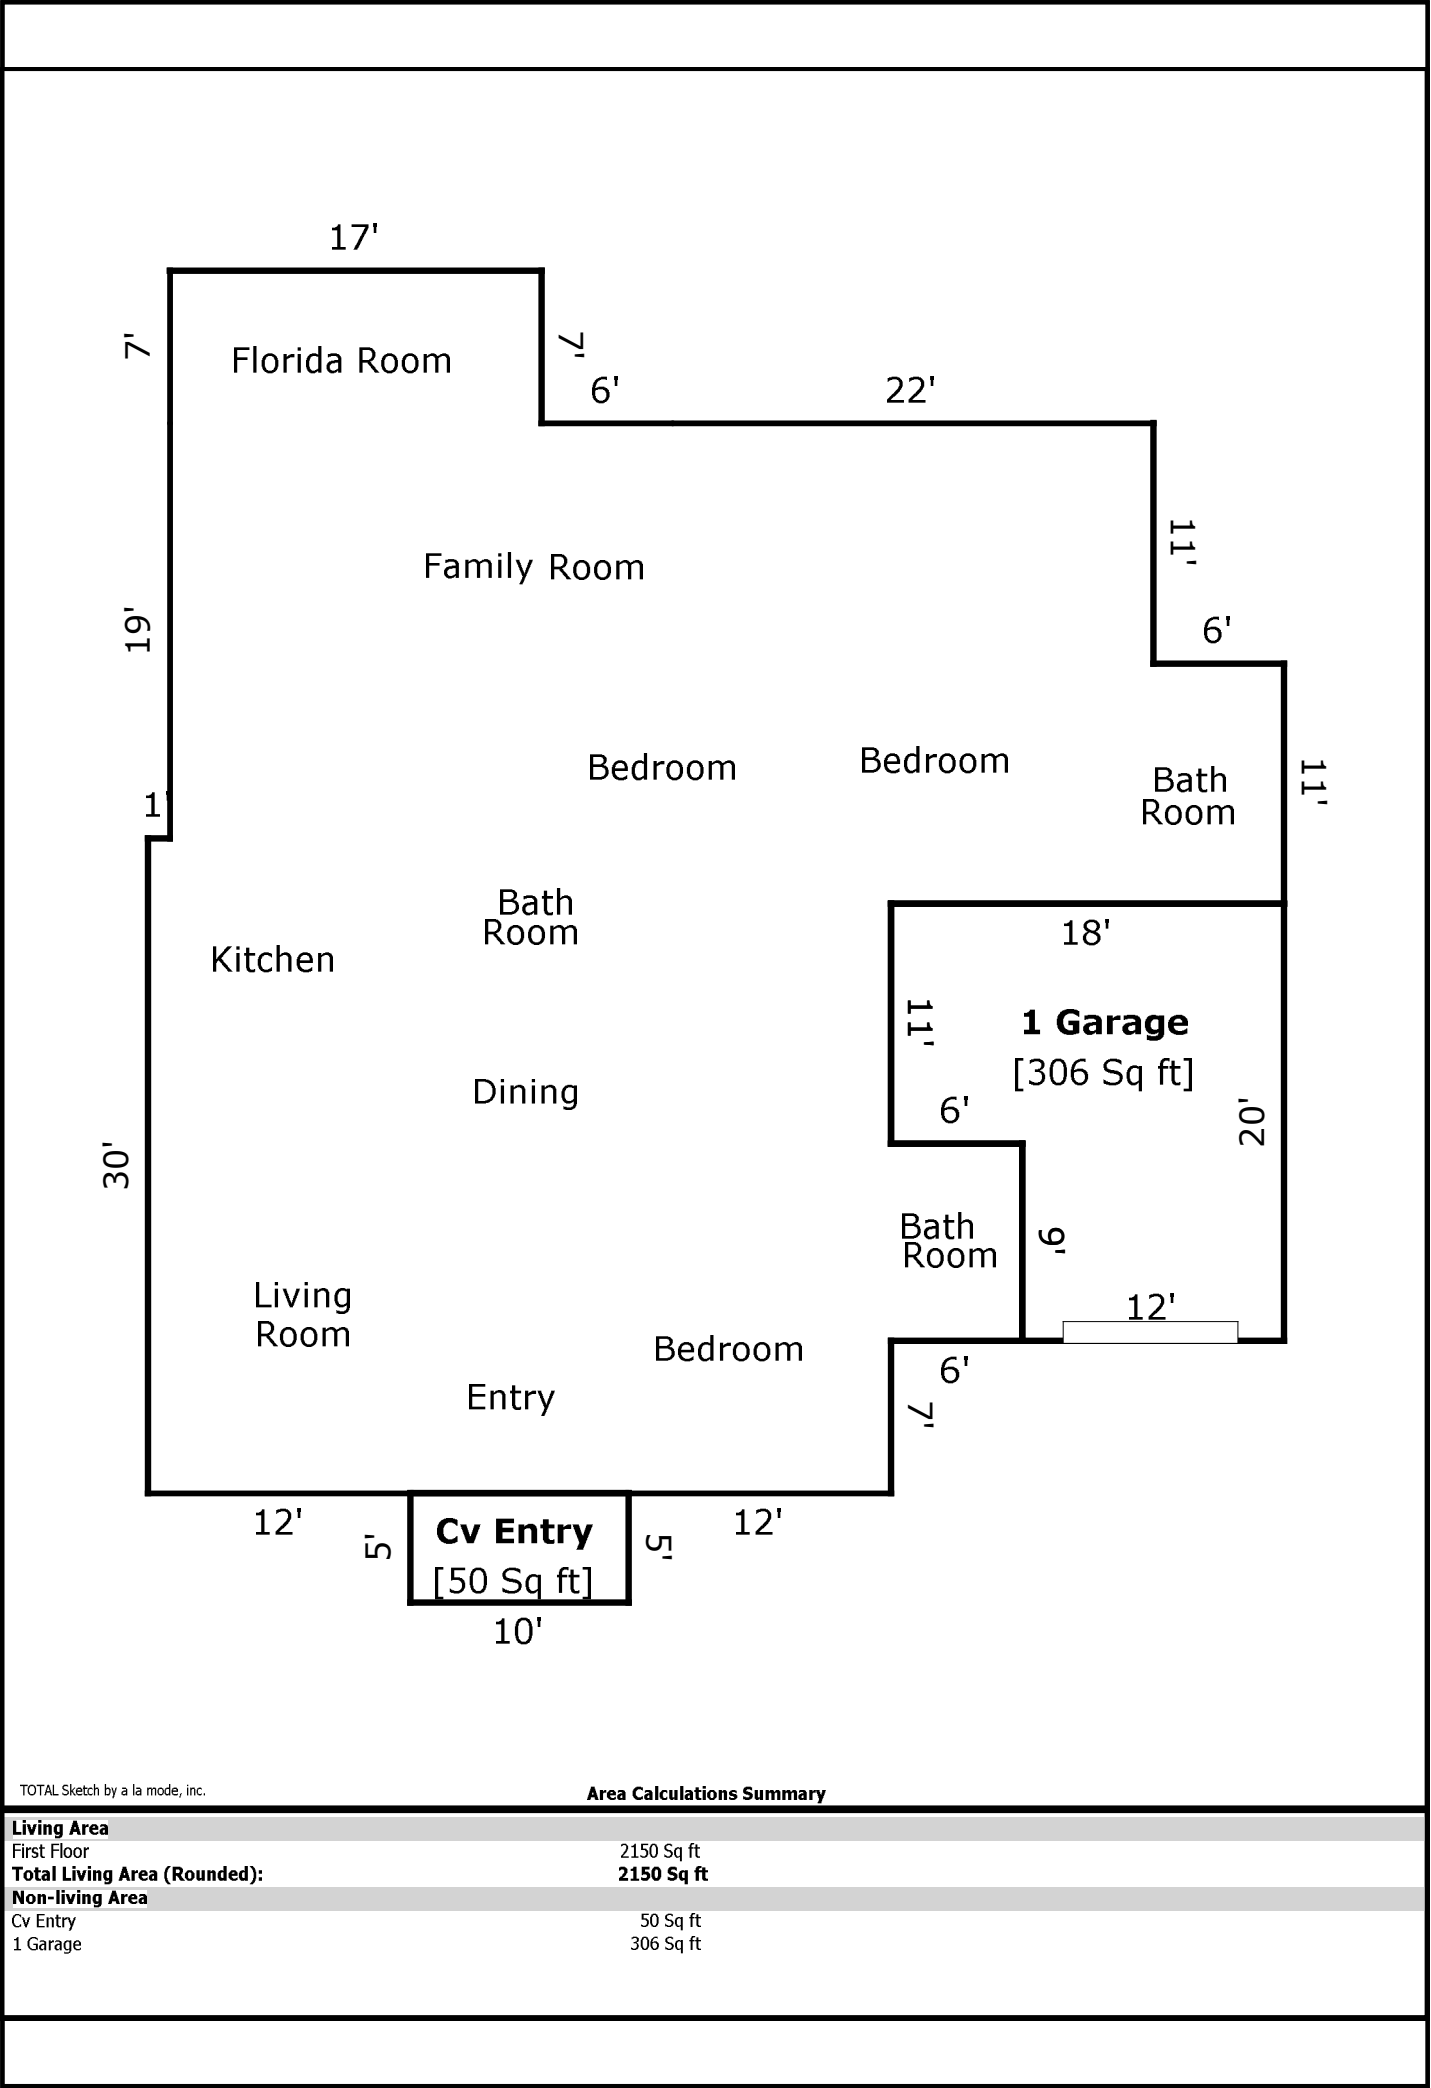 17'
7'
Florida Room
7'
6'
22'
Family Room
11'
19'
6'
Bedroom
Bedroom
Bath
Room
11'
1'
Bath
Room
Kitchen
18'
11'
1 Garage
[306 Sq ft]
Dining
6'
20'
30'
Bath
Room
9'
Living
Room
12'
Bedroom
6'
Entry
7'
12'
5'
Cv Entry
[50 Sq ft]
5'
12'
10'
TOTAL Sketch by a la mode, inc.
Area Calculations Summary
Living Area
First Floor 2150 Sq ft
Total Living Area (Rounded): 2150 Sq ft
Non-living Area
Cv Entry 50 Sq ft
1 Garage 306 Sq ft